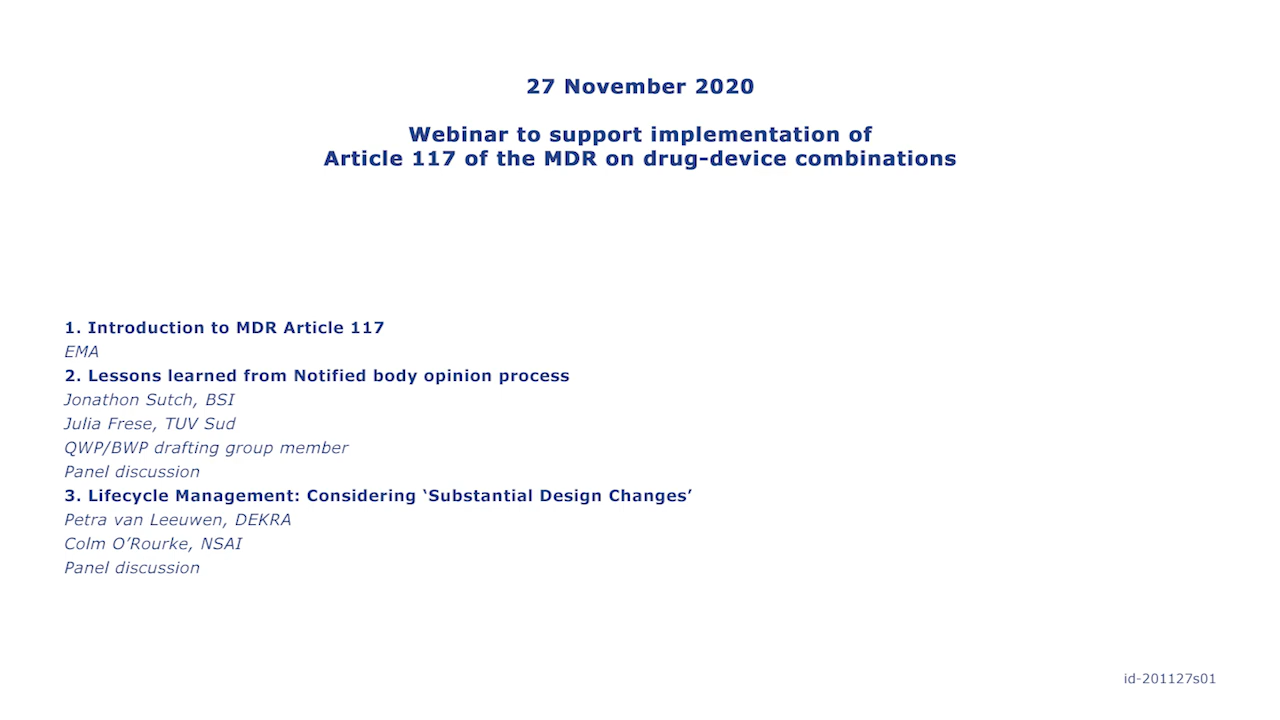 27 November 2020
Webinar to support implementation of
Article 117 of the MDR on drug-device combinations
1. Introduction to MDR Article 117
EMA
2. Lessons learned from Notified body opinion process
Jonathon Sutch, BSI
Julia Frese, TUV Sud
QWP/BWP drafting group member
Panel discussion
3. Lifecycle Management: Considering ‘Substantial Design Changes’
Petra van Leeuwen, DEKRA
Colm O’Rourke, NSAI
Panel discussion
id-201127s01